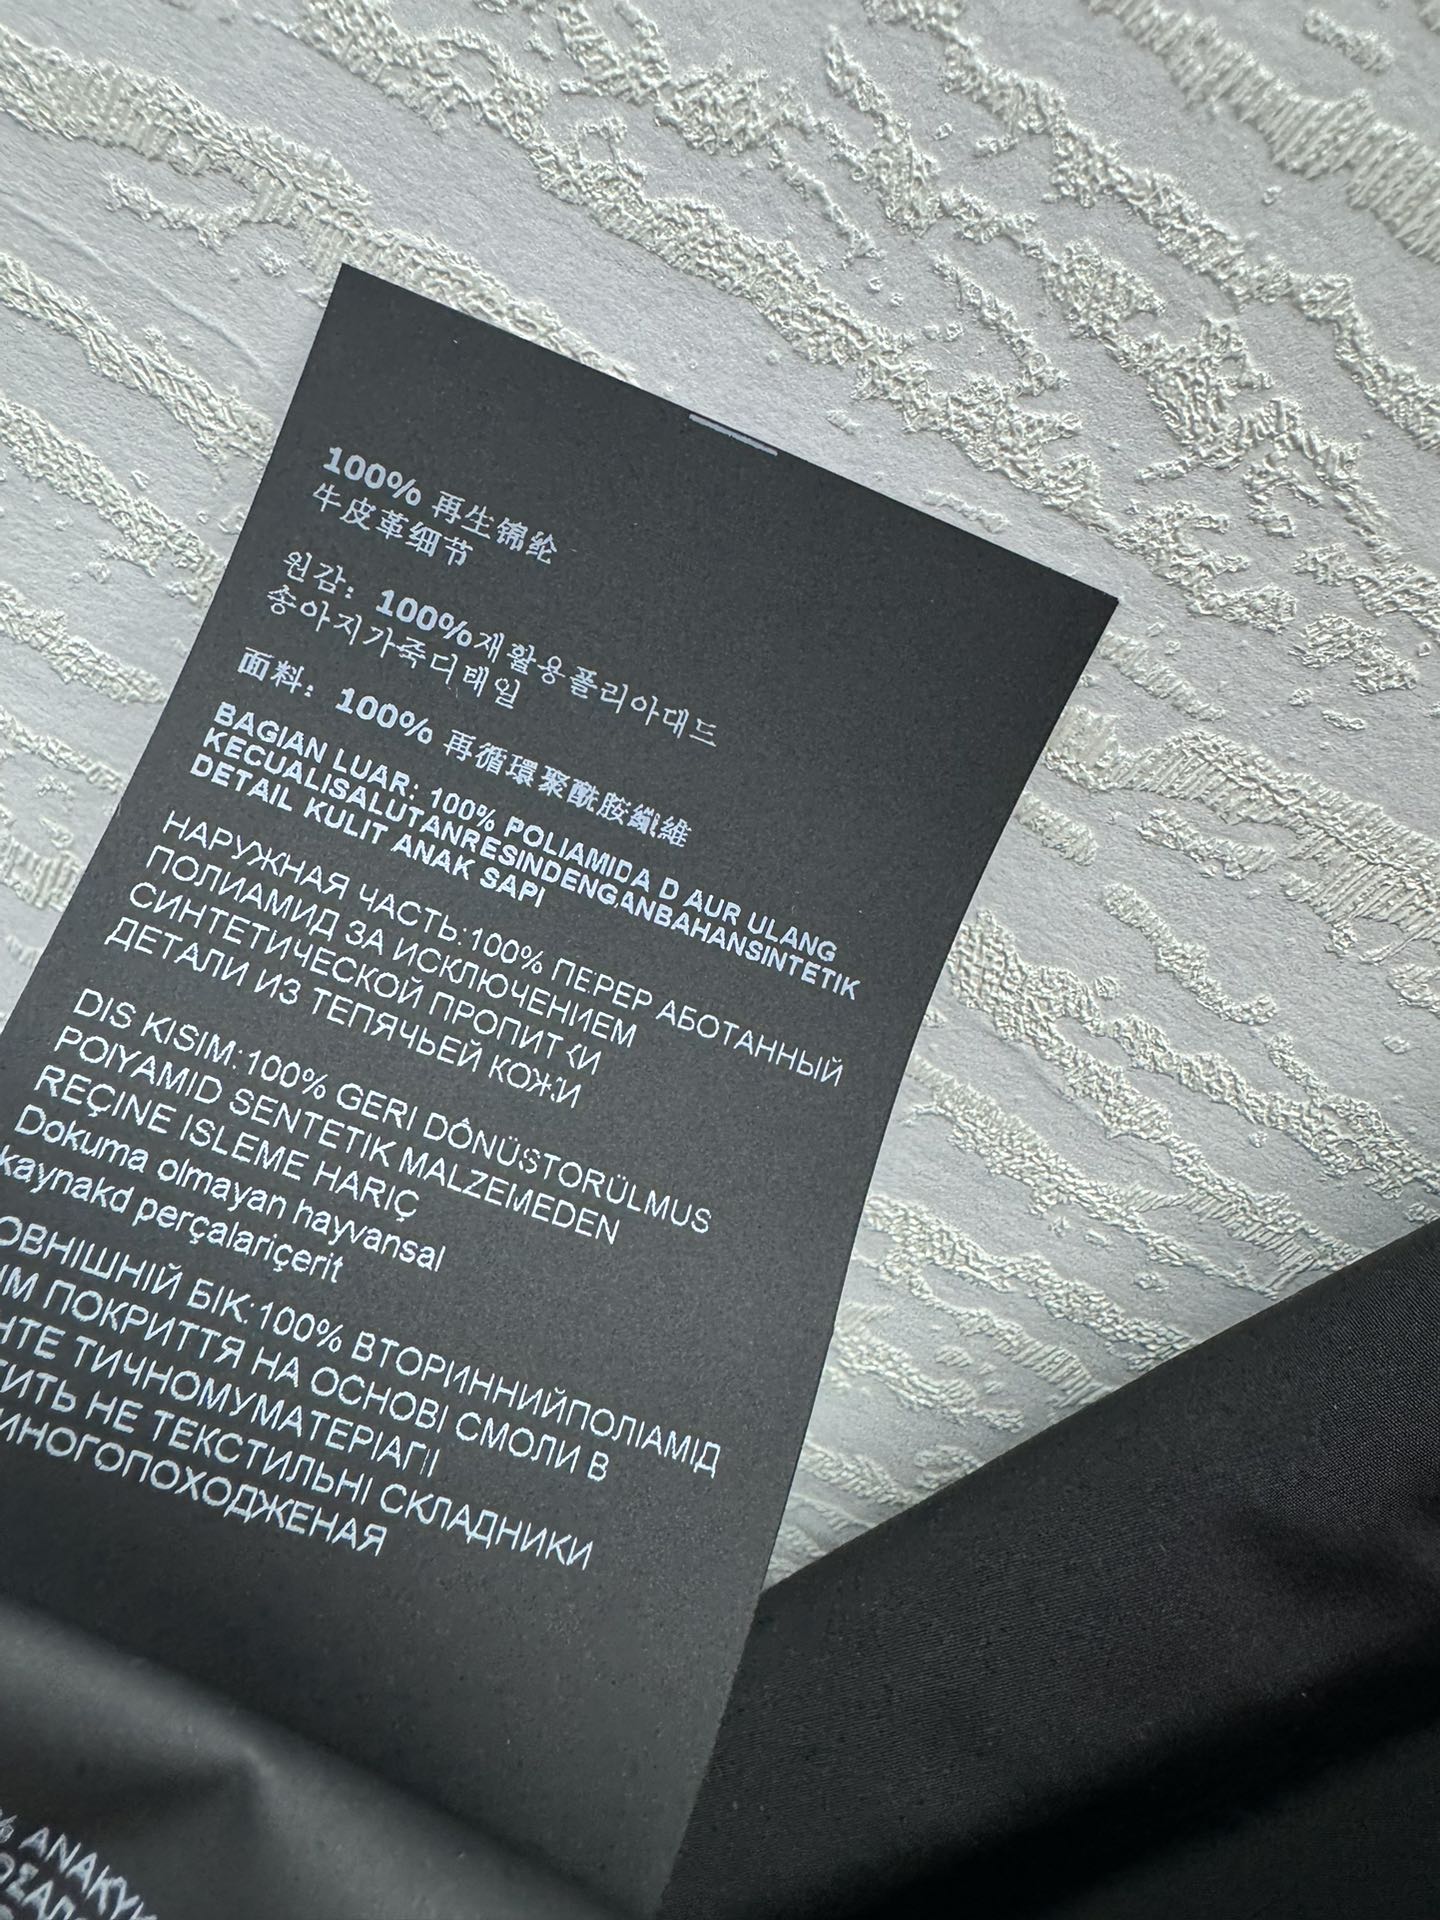 100% 再生锦纶
牛皮革细节
원감: 100%재활용폴리아대드
송아지가죽디테일
面料: 100% 再循環聚酰胺纖維
BAGIAN LUAR: 100% POLIAMIDA D AUR ULANG
KECUALISALUTANRESINDENGANBAHANSINTETIK
DETAIL KULIT ANAK SAPI
НАРУЖНАЯ ЧАСТЬ:100% ПЕРЕР АБОТАННЫЙ
ПОЛИАМИД ЗА ИСКЛЮЧЕНИЕМ
СИНТЕТИЧЕСКОЙ ПРОПИТКИ
ДЕТАЛИ ИЗ ТЕПЯЧЬЕЙ КОЖИ
DIS KISIM:100% GERI DÔNÜSTORÜLMUS
POIYAMID SENTETIK MALZEMEDEN
REÇINE ISLEME HARIÇ
Dokuma olmayan hayvansal
kaynakd perçalariçerit
ОВНІШНІЙ БІК:100% ВТОРИННИЙПОЛІАМІД
ИМ ПОКРИТТЯ НА ОСНОВІ СМОЛИ В
НТЕ ТИЧНОМУМАТЕРІАГІ
ТИТЬ НЕ ТЕКСТИЛЬНІ СКЛАДНИКИ
ИНОГОПОХОДЖЕНАЯ
% ANAKY